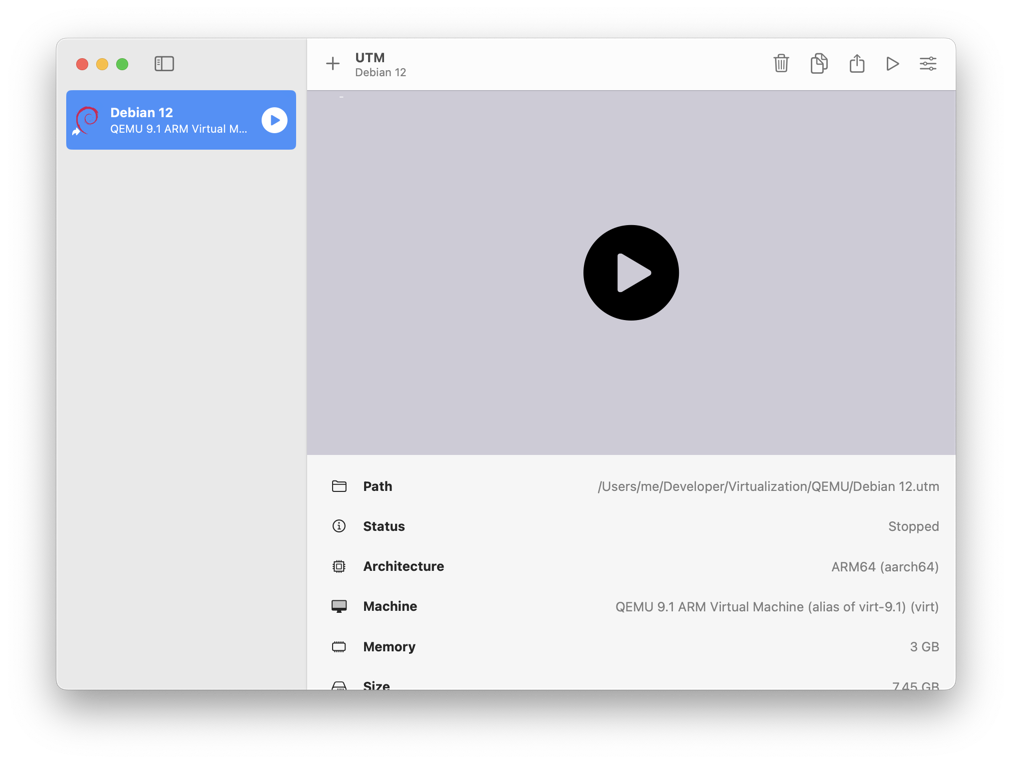 UTM
Debian 12
Debian 12
QEMU 9.1 ARM Virtual M...
Path /Users/me/Developer/Virtualization/QEMU/Debian 12.utm
Status Stopped
Architecture ARM64 (aarch64)
Machine QEMU 9.1 ARM Virtual Machine (alias of virt-9.1) (virt)
Memory 3 GB
Size 7.45 GB